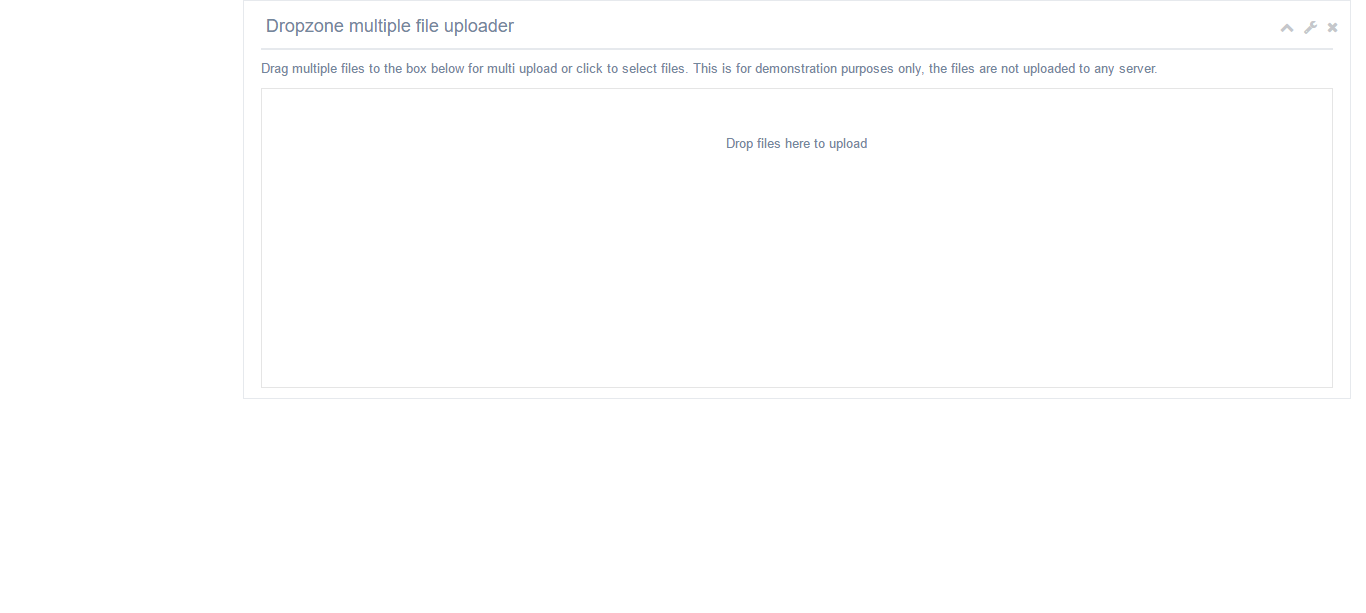 Dropzone multiple file uploader
Drag multiple files to the box below for multi upload or click to select files. This is for demonstration purposes only, the files are not uploaded to any server.
Drop files here to upload